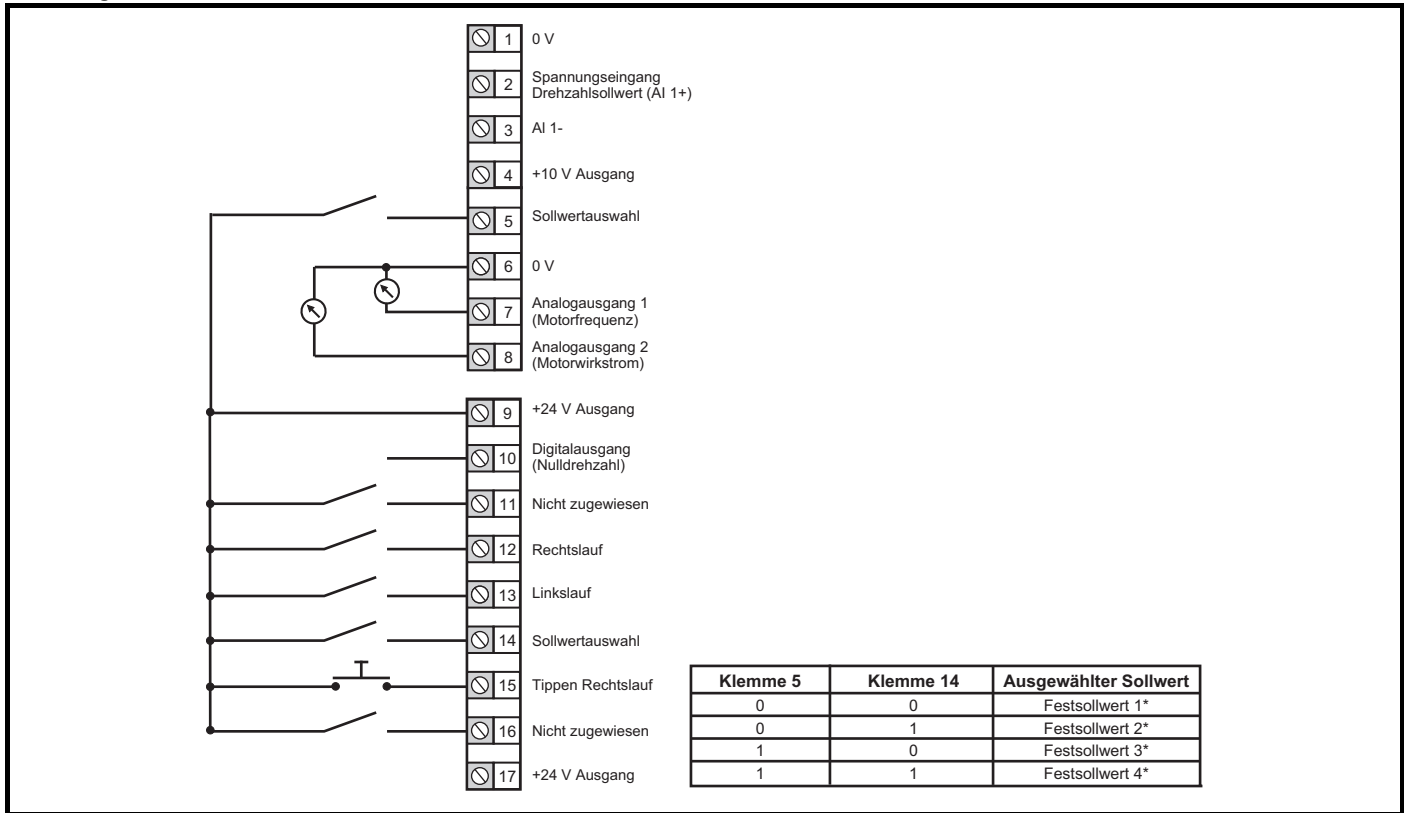 1 0 V
2 Spannungseingang
Drehzahlsollwert (AI 1+)
3 AI 1-
4 +10 V Ausgang
5 Sollwertauswahl
6 0 V
7 Analogausgang 1
(Motorfrequenz)
8 Analogausgang 2
(Motorwirkstrom)
9 +24 V Ausgang
10 Digitalausgang
(Nulldrehzahl)
11 Nicht zugewiesen
12 Rechtslauf
13 Linkslauf
14 Sollwertauswahl
15 Tippen Rechtslauf
16 Nicht zugewiesen
17 +24 V Ausgang
Klemme 5 Klemme 14 Ausgewählter Sollwert
0 0 Festsollwert 1*
0 1 Festsollwert 2*
1 0 Festsollwert 3*
1 1 Festsollwert 4*